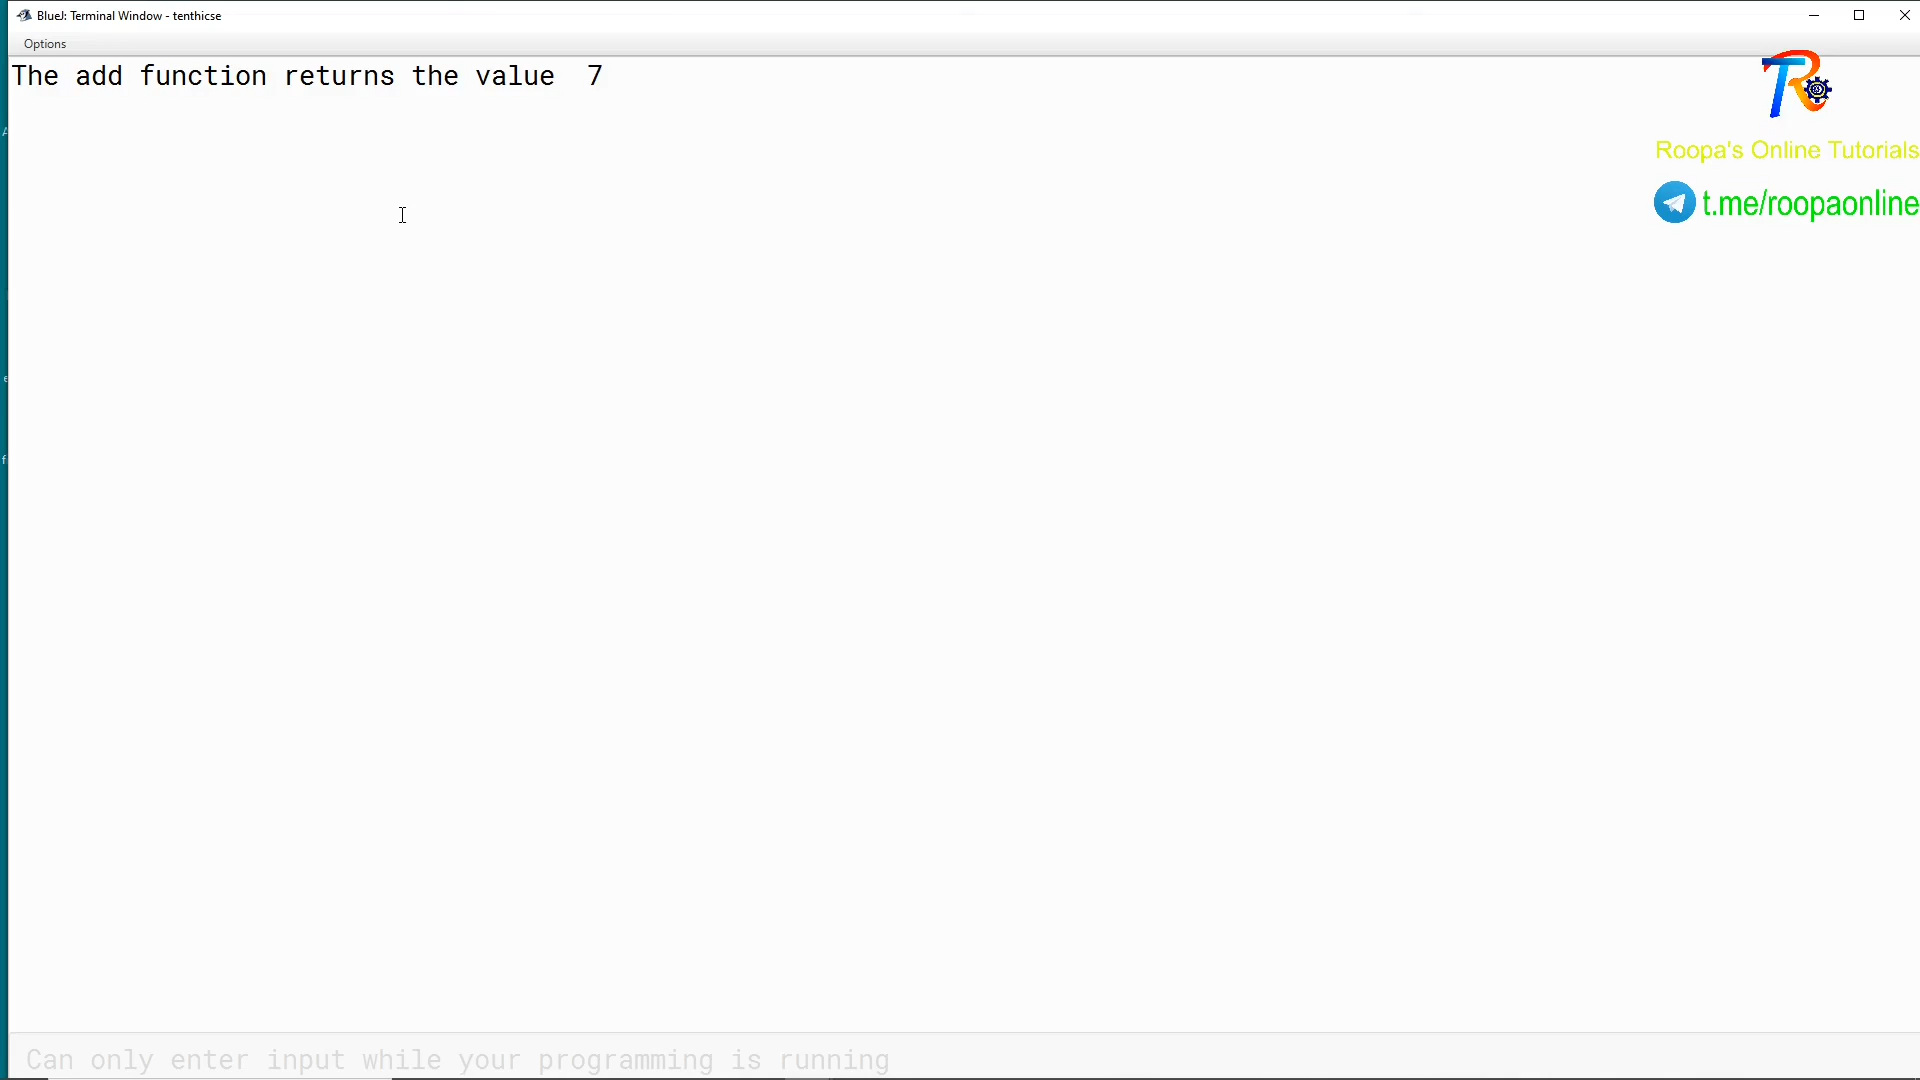 BlueJ: Terminal Window - tenthicse
Options
The add function returns the value  7
Roopa's Online Tutorials
t.me/roopaonline
Can only enter input while your programming is running